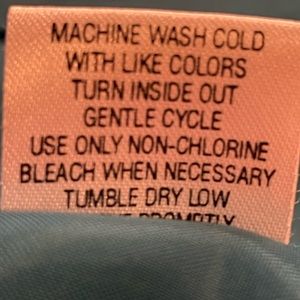 MACHINE WASH COLD
WITH LIKE COLORS
TURN INSIDE OUT
GENTLE CYCLE
USE ONLY NON-CHLORINE
BLEACH WHEN NECESSARY
TUMBLE DRY LOW
PROMPTLY